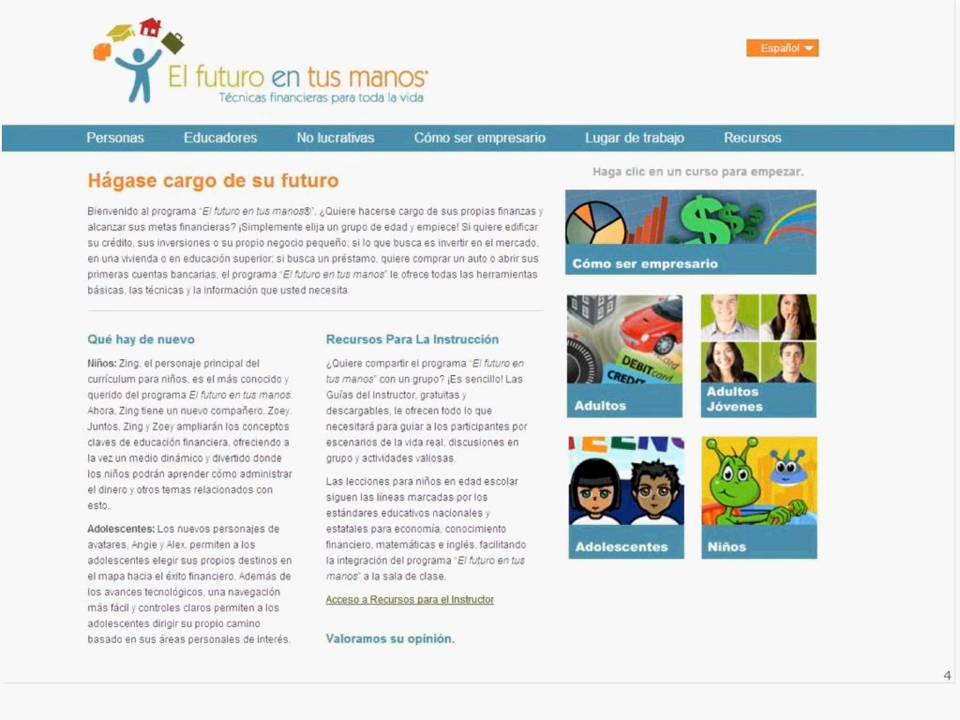 El futuro en tus manos®
Técnicas financieras para toda la vida
Español
Personas Educadores No lucrativas Cómo ser empresario Lugar de trabajo Recursos
Hágase cargo de su futuro
Bienvenido al programa “El futuro en tus manos®”, ¿Quiere hacerse cargo de sus propias finanzas y
alcanzar sus metas financieras? ¡Simplemente elija un grupo de edad y empiece! Si quiere edificar
su crédito, sus inversiones o su propio negocio pequeño; si lo que busca es invertir en el mercado,
en una vivienda o en educación superior; si busca un préstamo, quiere comprar un auto o abrir sus
primeras cuentas bancarias, el programa “El futuro en tus manos” le ofrece todas las herramientas
básicas, las técnicas y la información que usted necesita.
Qué hay de nuevo
Niños: Zing, el personaje principal del
currículum para niños, es el más conocido y
querido del programa El futuro en tus manos.
Ahora, Zing tiene un nuevo compañero, Zoey.
Juntos, Zing y Zoey ampliarán los conceptos
claves de educación financiera, ofreciendo a
la vez un medio dinámico y divertido donde
los niños podrán aprender cómo administrar
el dinero y otros temas relacionados con
esto.
Adolescentes: Los nuevos personajes de
avatares, Angie y Alex, permiten a los
adolescentes elegir sus propios destinos en
el mapa hacia el éxito financiero. Además de
los avances tecnológicos, una navegación
más fácil y controles claros permiten a los
adolescentes dirigir su propio camino
basado en sus áreas personales de interés.
Recursos Para La Instrucción
¿Quiere compartir el programa “El futuro en
tus manos” con un grupo? ¡Es sencillo! Las
Guías del Instructor, gratuitas y
descargables, le ofrecen todo lo que
necesitará para guiar a los participantes por
escenarios de la vida real, discusiones en
grupo y actividades valiosas.
Las lecciones para niños en edad escolar
siguen las líneas marcadas por los
estándares educativos nacionales y
estatales para economía, conocimiento
financiero, matemáticas e inglés, facilitando
la integración del programa “El futuro en tus
manos” a la sala de clase.
Acceso a Recursos para el Instructor
Valoramos su opinión.
Haga clic en un curso para empezar.
Cómo ser empresario
DEBIT card
CREDIT
Adultos
Adultos
Jóvenes
TEENS
Adolescentes
Niños
4